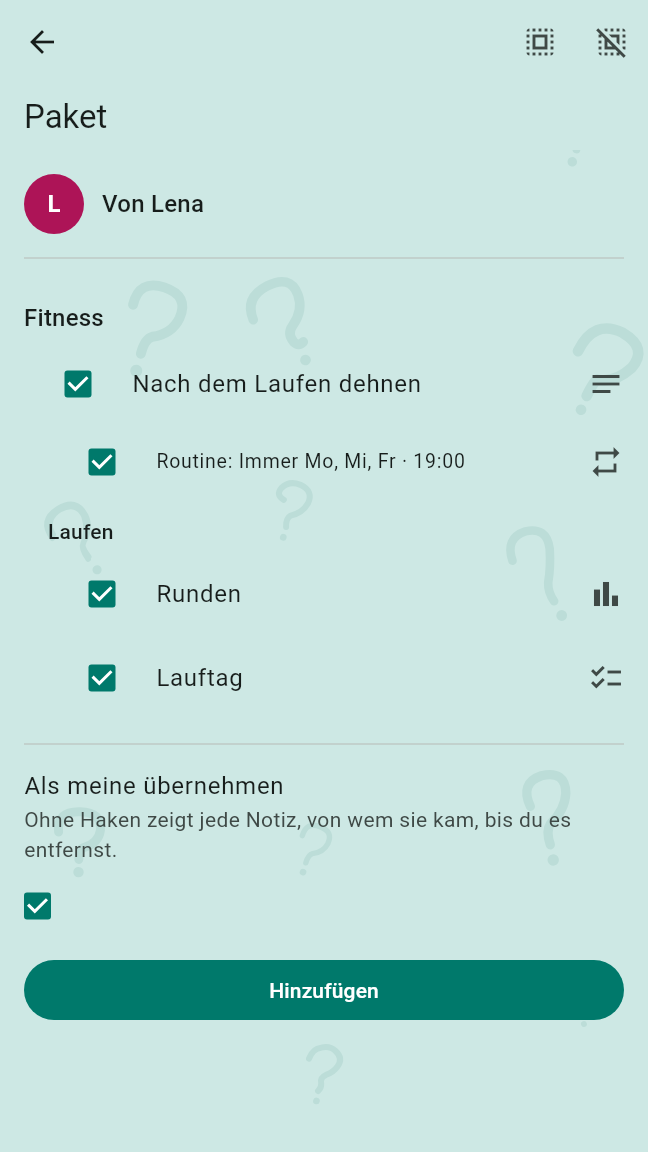 Paket
L
Von Lena
Fitness
Nach dem Laufen dehnen
Routine: Immer Mo, Mi, Fr · 19:00
Laufen
Runden
Lauftag
Als meine übernehmen
Ohne Haken zeigt jede Notiz, von wem sie kam, bis du es
entfernst.
Hinzufügen